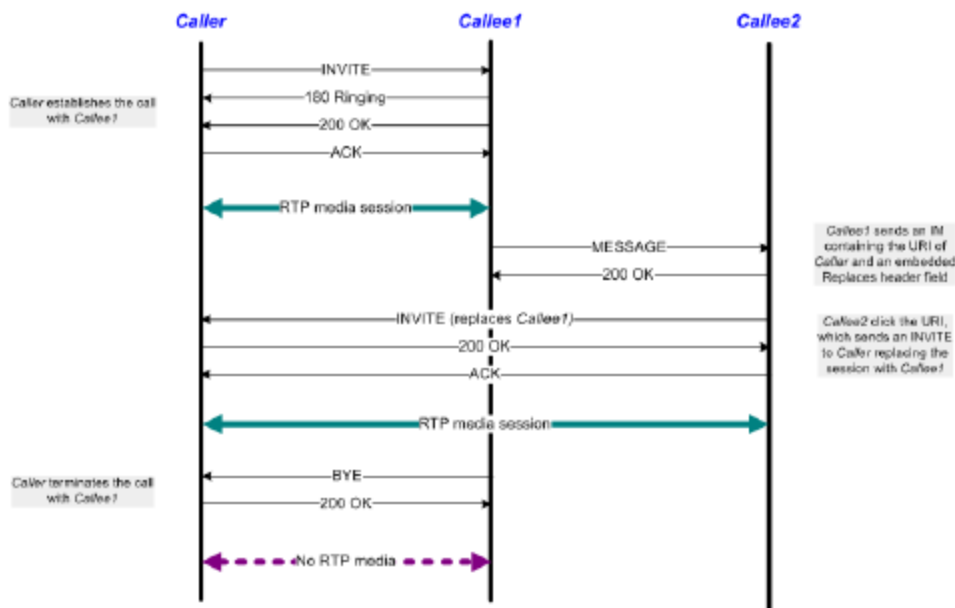 Caller Callee1 Callee2
INVITE
180 Ringing
Caller establishes the call
with Callee1
200 OK
ACK
RTP media session
MESSAGE
Callee1 sends an IM
containing the URI of
Caller and an embedded
Replaces header field
200 OK
INVITE (replaces Callee1)
Callee2 click the URI,
which sends an INVITE
to Caller replacing the
session with Callee1
200 OK
ACK
RTP media session
BYE
Caller terminates the call
with Callee1
200 OK
No RTP media